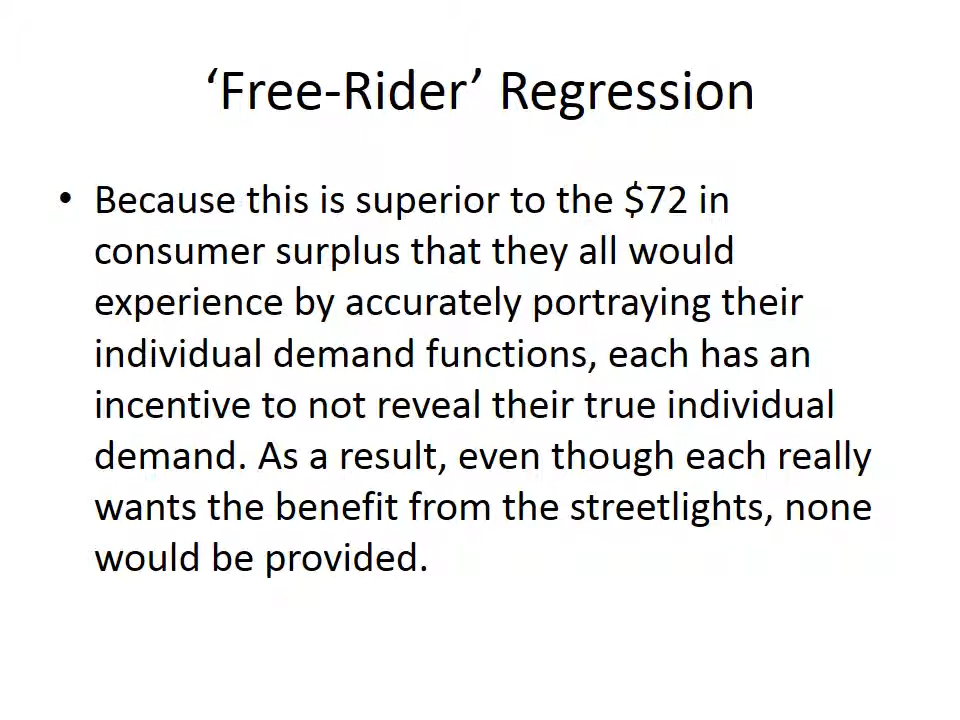 ‘Free-Rider’ Regression
• Because this is superior to the $72 in
consumer surplus that they all would
experience by accurately portraying their
individual demand functions, each has an
incentive to not reveal their true individual
demand. As a result, even though each really
wants the benefit from the streetlights, none
would be provided.